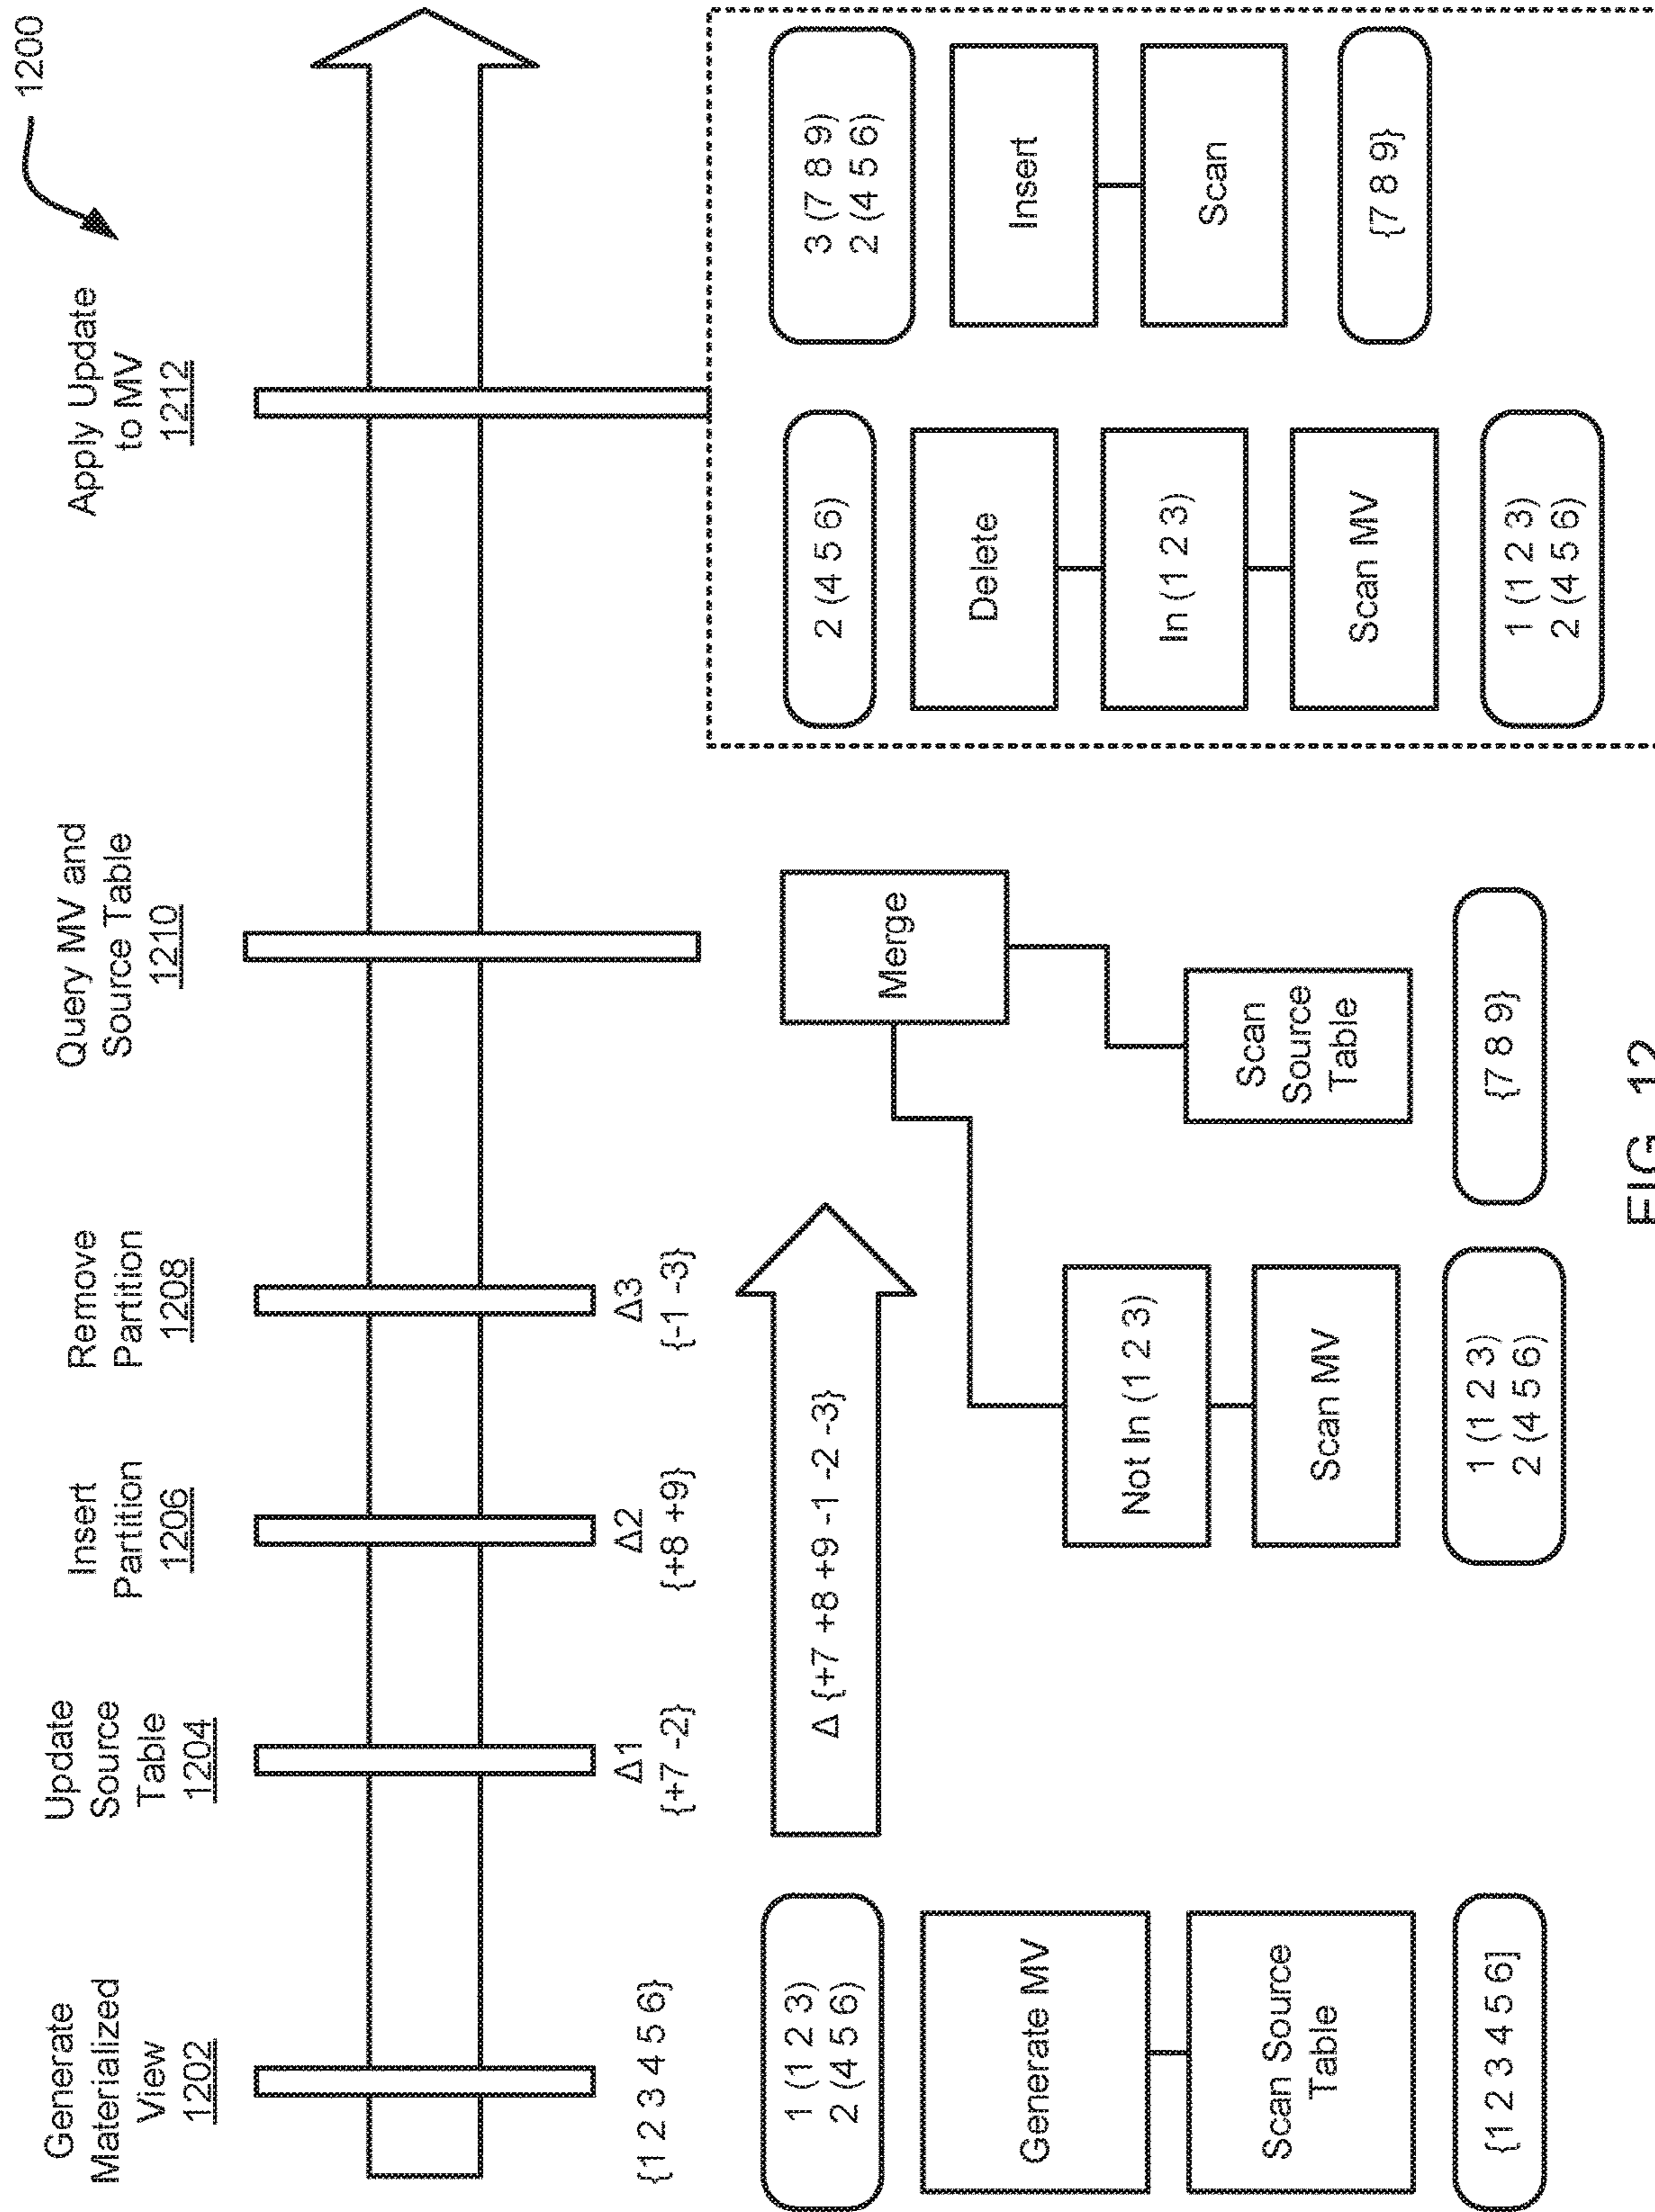 1200
Generate
Materialized
View
1202
Update
Source
Table
1204
Insert
Partition
1206
Remove
Partition
1208
Query MV and
Source Table
1210
Apply Update
to MV
1212
{1 2 3 4 5 6}
Δ1
{+7 -2}
Δ2
{+8 +9}
Δ3
{-1 -3}
1 (1 2 3)
2 (4 5 6)
Generate MV
Scan Source
Table
{1 2 3 4 5 6]
Δ {+7 +8 +9 -1 -2 -3}
Merge
Not In (1 2 3)
Scan MV
1 (1 2 3)
2 (4 5 6)
Scan
Source
Table
{7 8 9}
2 (4 5 6)
Delete
In (1 2 3)
Scan MV
1 (1 2 3)
2 (4 5 6)
3 (7 8 9)
2 (4 5 6)
Insert
Scan
{7 8 9}
FIG. 12